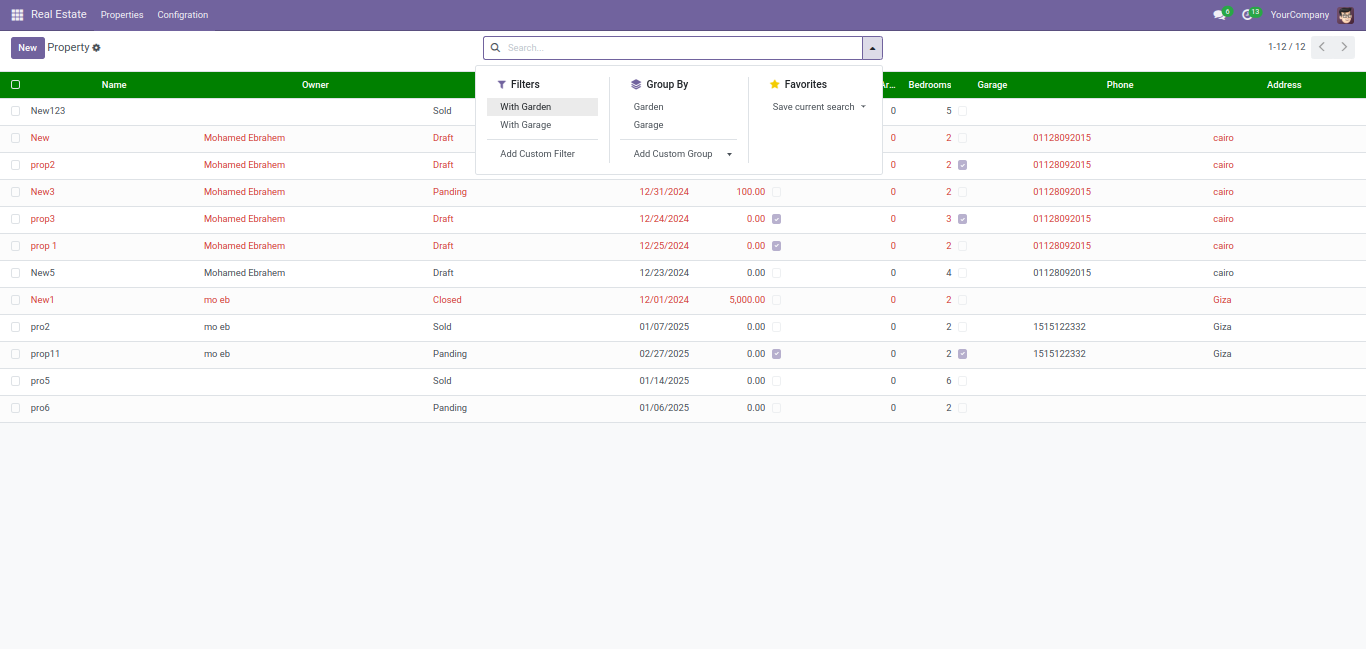 Real Estate Properties Configration 6 13 YourCompany
New Property Search... 1-12 / 12
Name Owner Ar... Bedrooms Garage Phone Address
Filters Group By Favorites
With Garden Garden Save current search
With Garage Garage
Add Custom Filter Add Custom Group
New123 Sold 0 5
New Mohamed Ebrahem Draft 0 2 01128092015 cairo
prop2 Mohamed Ebrahem Draft 0 2 01128092015 cairo
New3 Mohamed Ebrahem Panding 12/31/2024 100.00 0 2 01128092015 cairo
prop3 Mohamed Ebrahem Draft 12/24/2024 0.00 0 3 01128092015 cairo
prop 1 Mohamed Ebrahem Draft 12/25/2024 0.00 0 2 01128092015 cairo
New5 Mohamed Ebrahem Draft 12/23/2024 0.00 0 4 01128092015 cairo
New1 mo eb Closed 12/01/2024 5,000.00 0 2 Giza
pro2 mo eb Sold 01/07/2025 0.00 0 2 1515122332 Giza
prop11 mo eb Panding 02/27/2025 0.00 0 2 1515122332 Giza
pro5 Sold 01/14/2025 0.00 0 6
pro6 Panding 01/06/2025 0.00 0 2